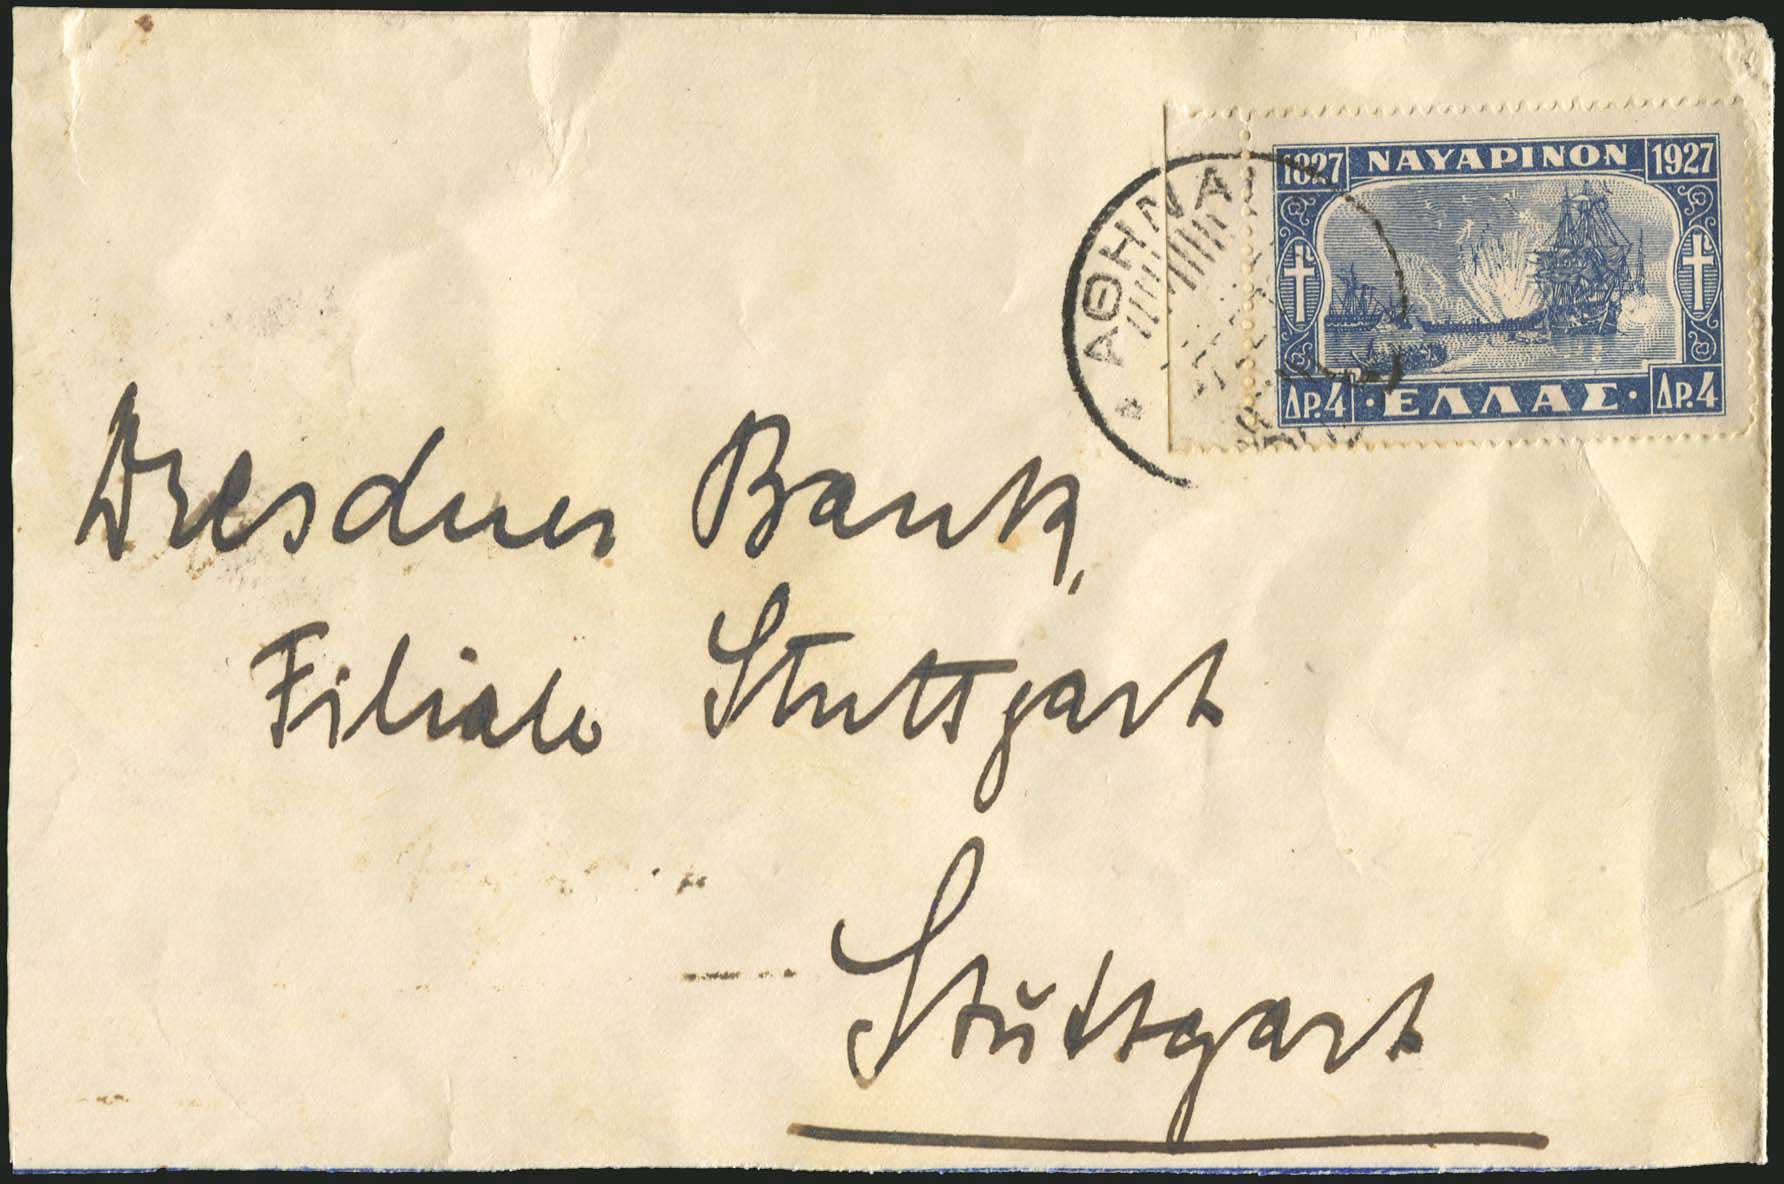 1827 ΝΑΥΑΡΙΝΟΝ 1927
ΔΡ.4 · ΕΛΛΑΣ · ΔΡ.4
ΑΘΗΝΑΙ
Dresdner Bank,
Filiale Stuttgart
Stuttgart